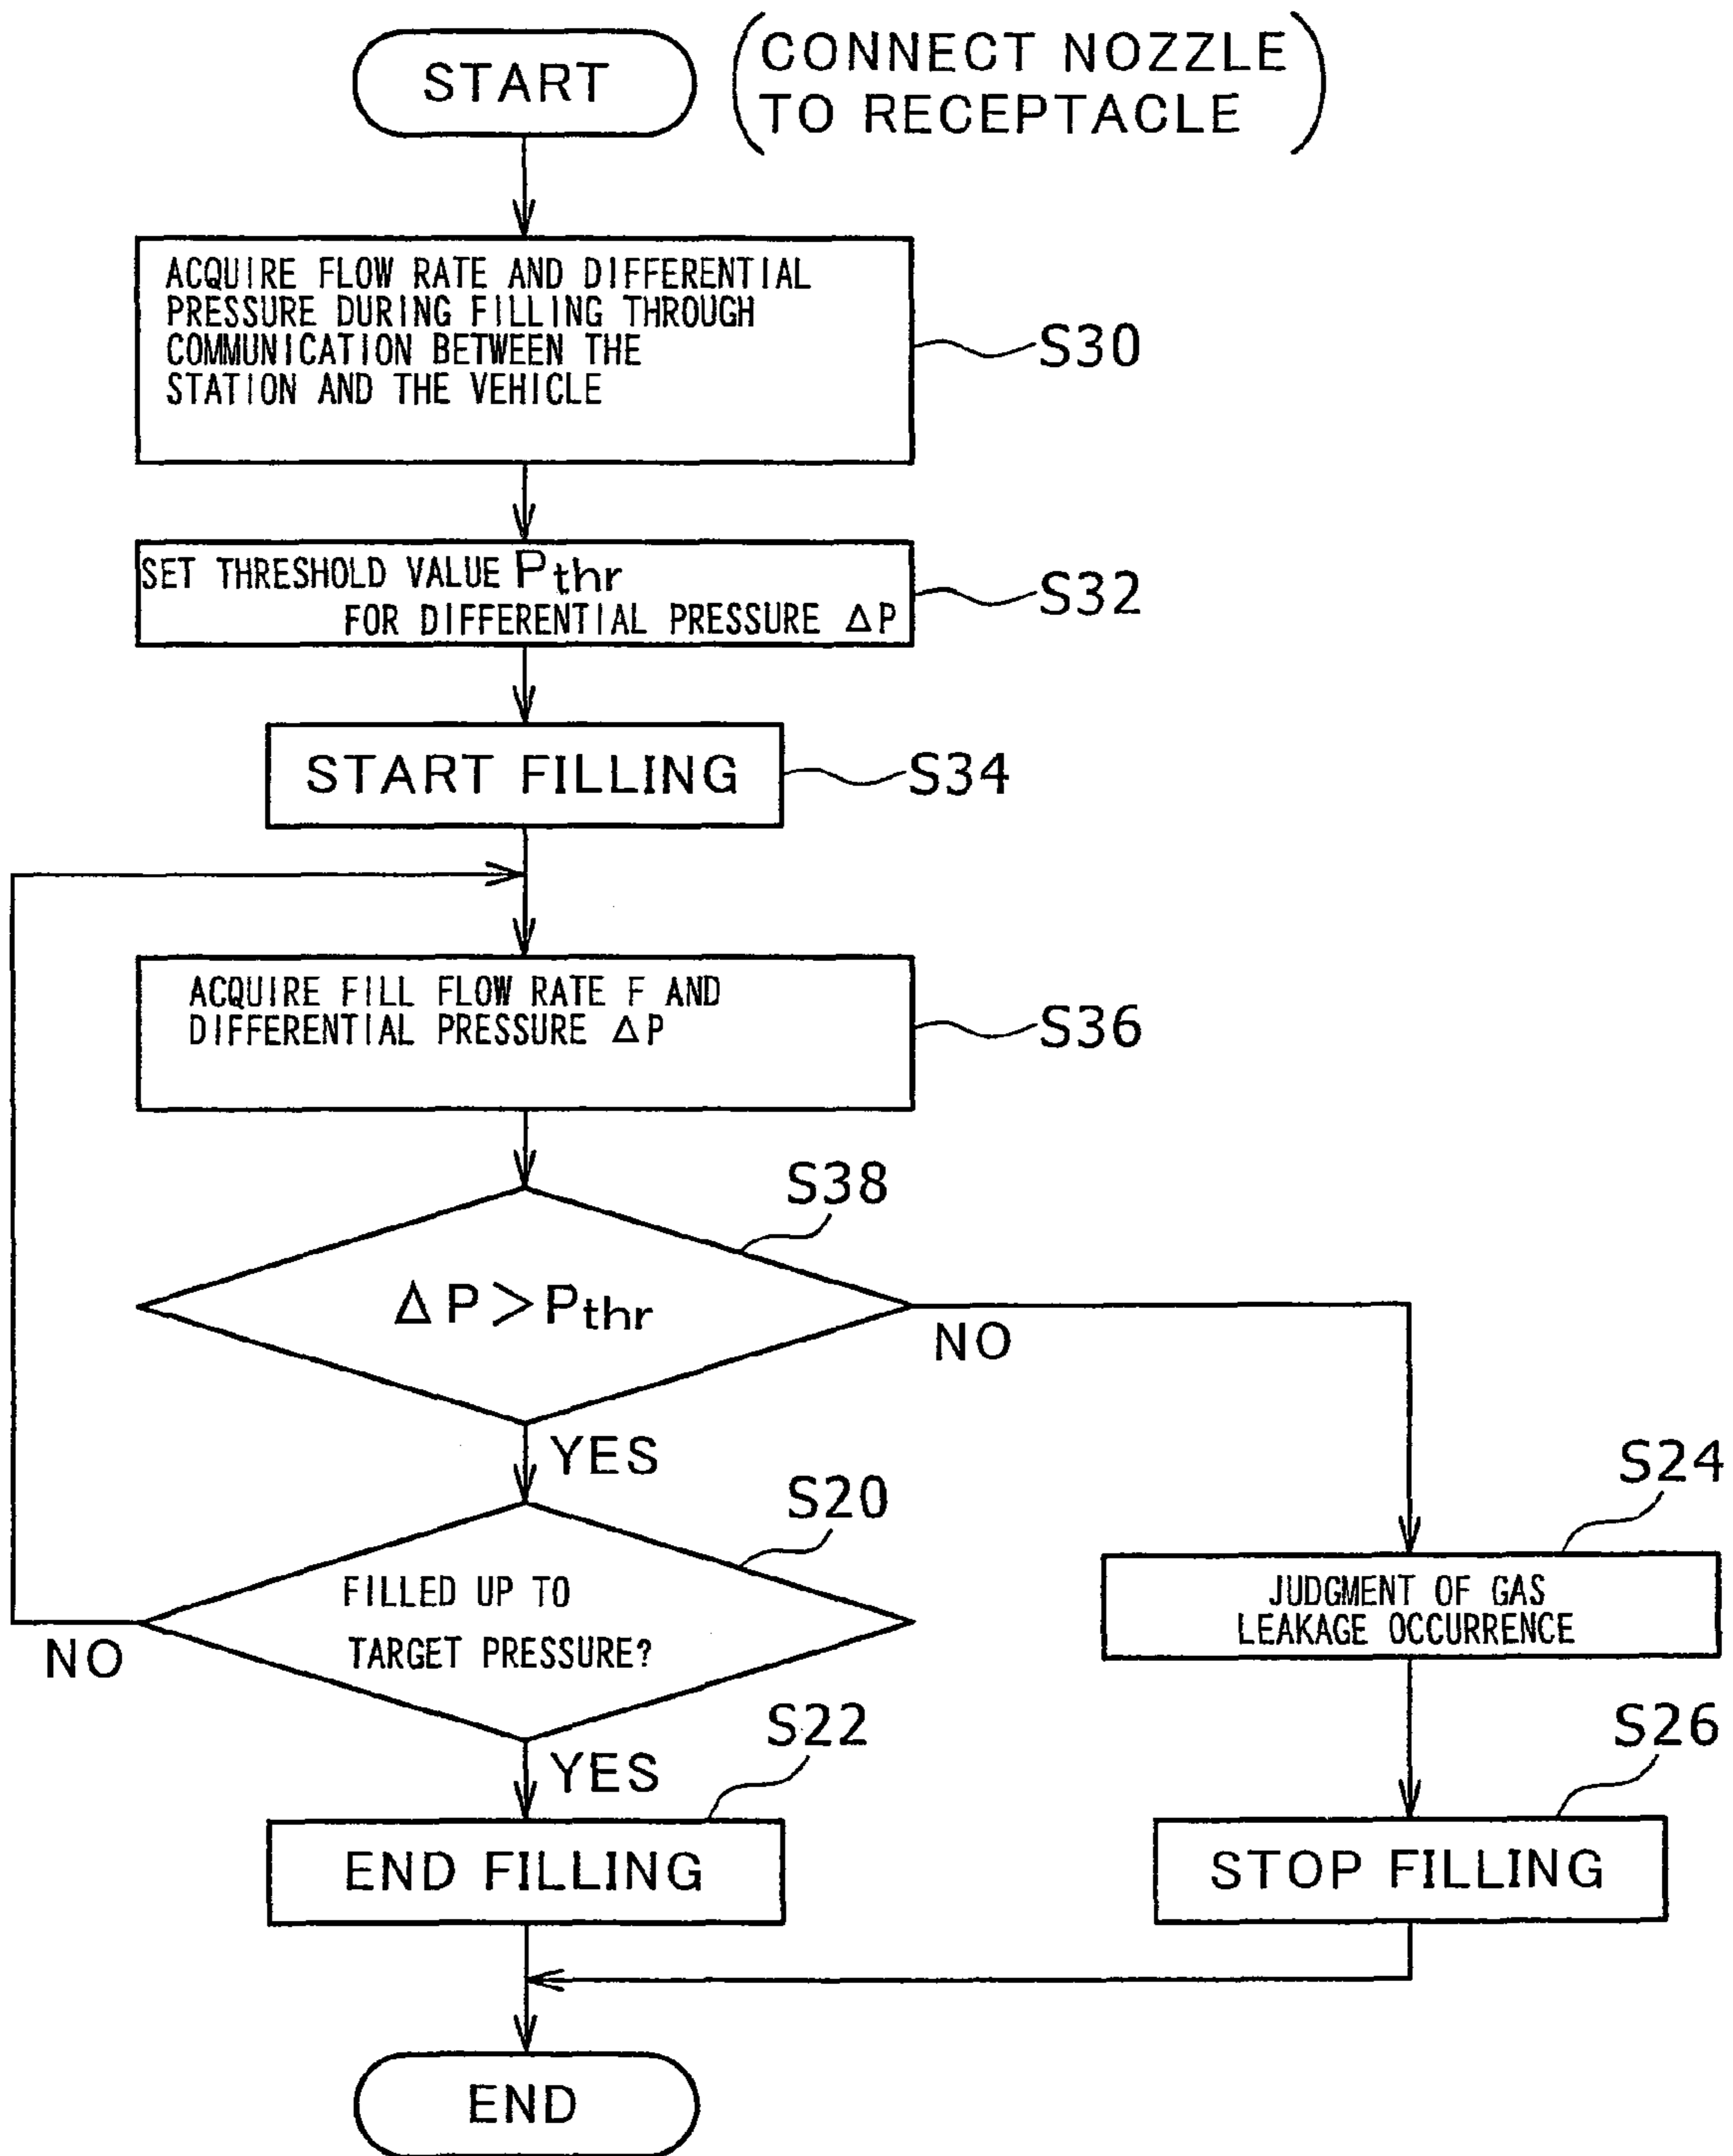 START
(CONNECT NOZZLE
TO RECEPTACLE)
ACQUIRE FLOW RATE AND DIFFERENTIAL
PRESSURE DURING FILLING THROUGH
COMMUNICATION BETWEEN THE
STATION AND THE VEHICLE
S30
SET THRESHOLD VALUE Pthr
FOR DIFFERENTIAL PRESSURE ΔP
S32
START FILLING
S34
ACQUIRE FILL FLOW RATE F AND
DIFFERENTIAL PRESSURE ΔP
S36
S38
ΔP>Pthr
NO
YES
S20
FILLED UP TO
TARGET PRESSURE?
NO
YES
S24
JUDGMENT OF GAS
LEAKAGE OCCURRENCE
S22
END FILLING
S26
STOP FILLING
END